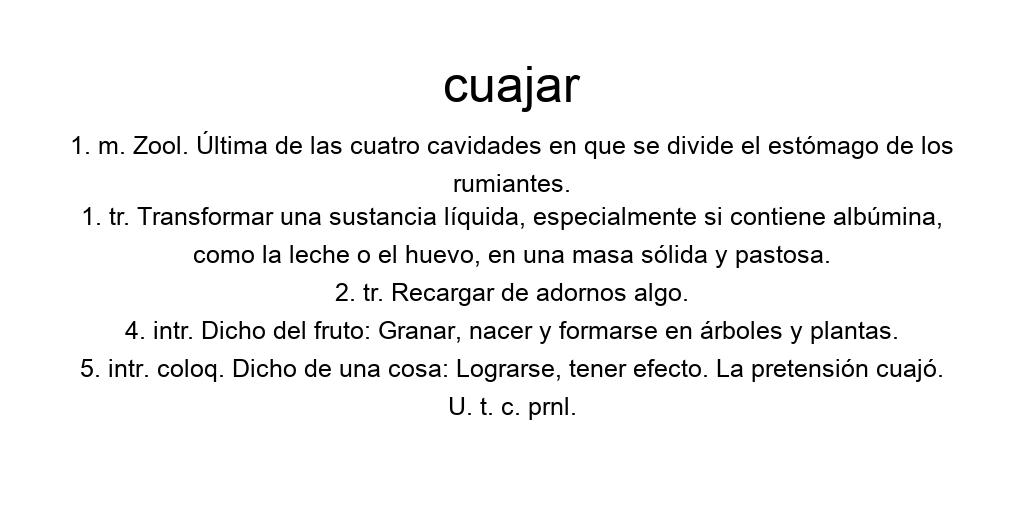 cuajar
1. m. Zool. Última de las cuatro cavidades en que se divide el estómago de los
rumiantes.
1. tr. Transformar una sustancia líquida, especialmente si contiene albúmina,
como la leche o el huevo, en una masa sólida y pastosa.
2. tr. Recargar de adornos algo.
4. intr. Dicho del fruto: Granar, nacer y formarse en árboles y plantas.
5. intr. coloq. Dicho de una cosa: Lograrse, tener efecto. La pretensión cuajó.
U. t. c. prnl.